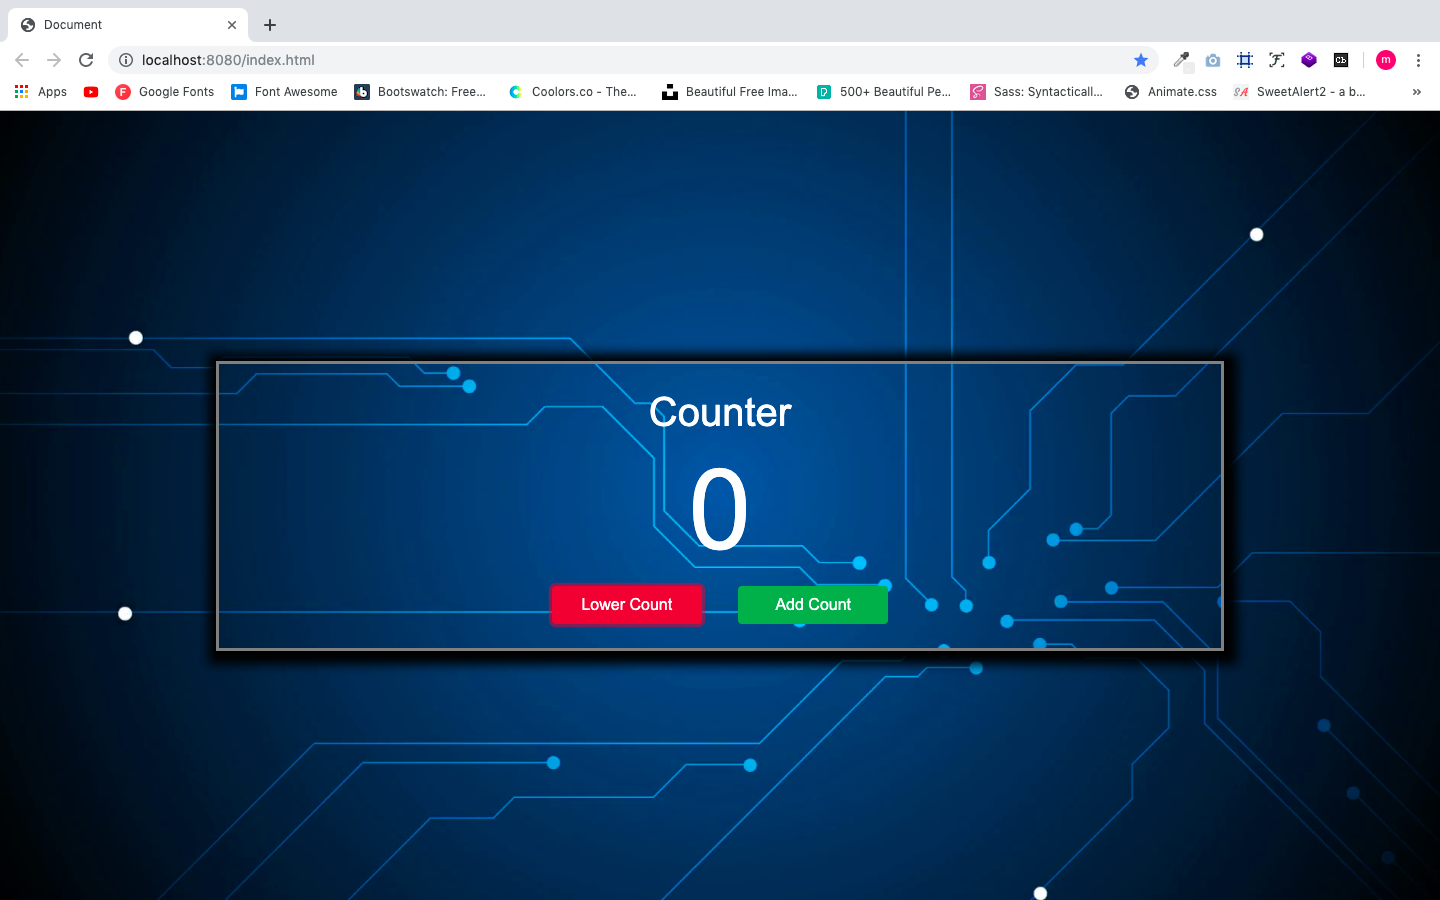 Document
localhost:8080/index.html
m
Apps
Google Fonts
Font Awesome
Bootswatch: Free...
Coolors.co - The...
Beautiful Free Ima...
500+ Beautiful Pe...
Sass: Syntacticall...
Animate.css
SweetAlert2 - a b...
»
Counter
0
Lower Count
Add Count